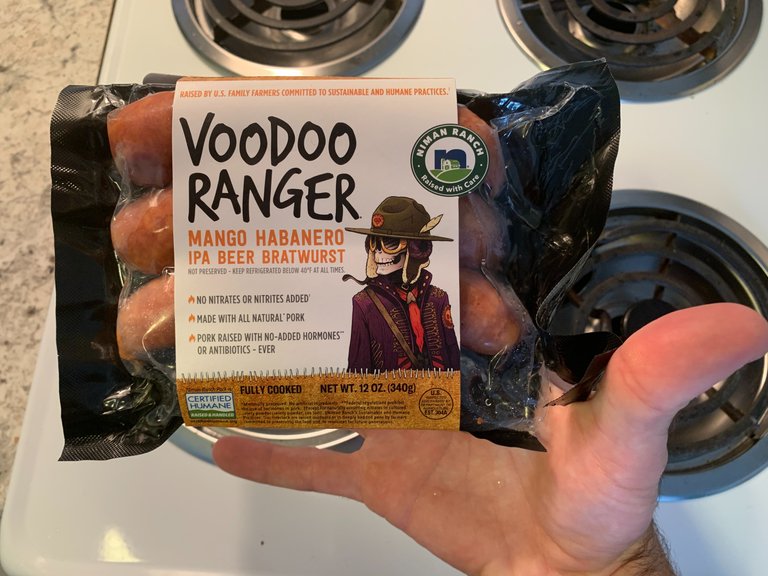 RAISED BY U.S. FAMILY FARMERS COMMITTED TO SUSTAINABLE AND HUMANE PRACTICES.†
VOODOO
RANGER
NIMAN RANCH
n
Raised with Care
MANGO HABANERO
IPA BEER BRATWURST
NOT PRESERVED - KEEP REFRIGERATED BELOW 40°F AT ALL TIMES.
NO NITRATES OR NITRITES ADDED†
MADE WITH ALL NATURAL* PORK
PORK RAISED WITH NO-ADDED HORMONES**
OR ANTIBIOTICS - EVER
CERTIFIED
HUMANE
RAISED & HANDLED
FULLY COOKED
NET WT. 12 OZ. (340g)
U.S.
EST.